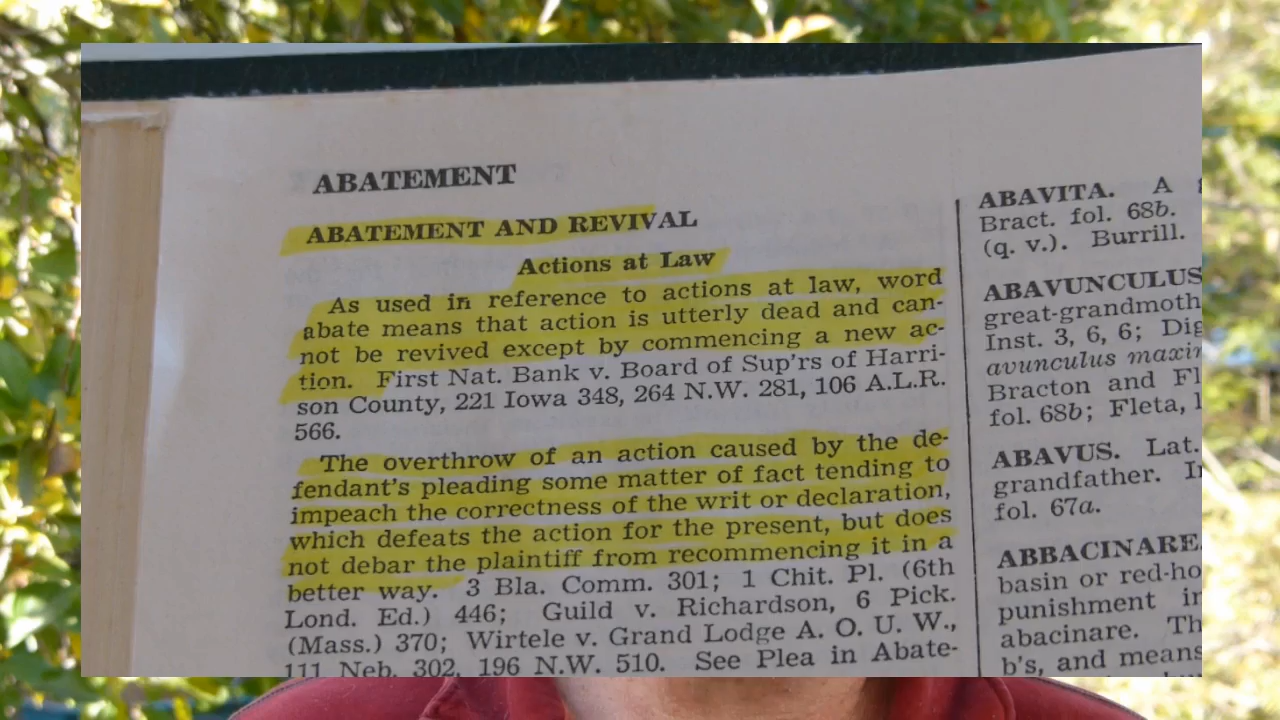 ABATEMENT
ABATEMENT AND REVIVAL
Actions at Law
As used in reference to actions at law, word
abate means that action is utterly dead and can-
not be revived except by commencing a new ac-
tion. First Nat. Bank v. Board of Sup'rs of Harri-
son County, 221 Iowa 348, 264 N.W. 281, 106 A.L.R.
566.
The overthrow of an action caused by the de-
fendant's pleading some matter of fact tending to
impeach the correctness of the writ or declaration,
which defeats the action for the present, but does
not debar the plaintiff from recommencing it in a
better way. 3 Bla. Comm. 301; 1 Chit. Pl. (6th
Lond. Ed.) 446; Guild v. Richardson, 6 Pick.
(Mass.) 370; Wirtele v. Grand Lodge A. O. U. W.,
111 Neb. 302, 196 N.W. 510. See Plea in Abate-
ABAVITA. A
Bract. fol. 68b.
(q. v.). Burrill.
ABAVUNCULUS
great-grandmoth
Inst. 3, 6, 6; Dig
avunculus maxi
Bracton and Fl
fol. 68b; Fleta,
ABAVUS. Lat.
grandfather. I
fol. 67a.
ABBACINARE.
basin or red-ho
punishment in
abacinare. Th
b's, and means